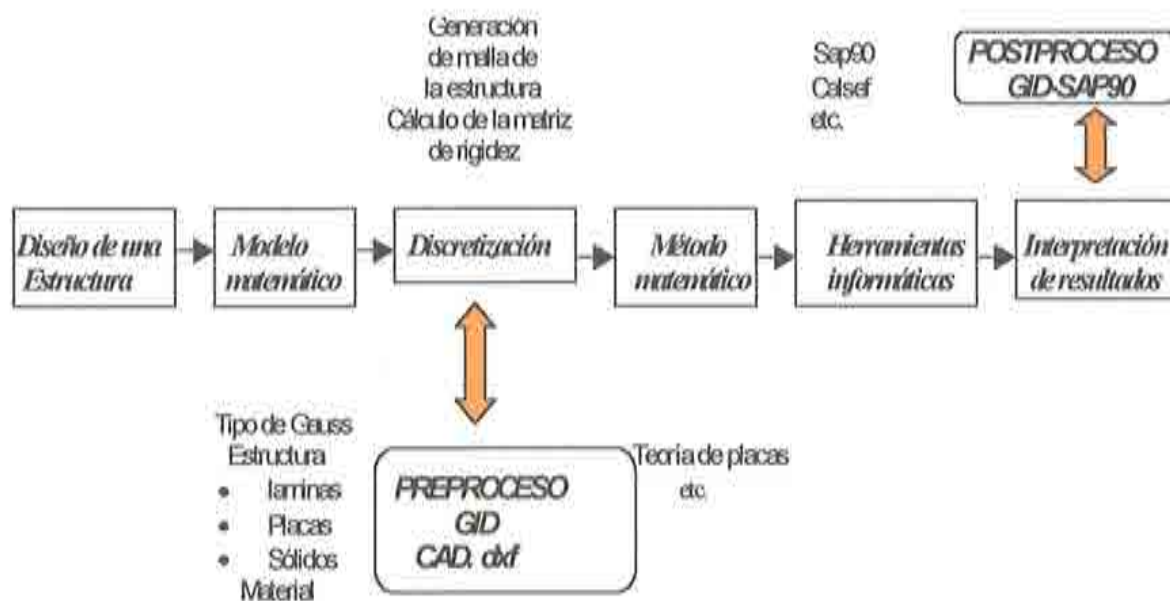 Generación
de malla de
la estructura
Cálculo de la matriz
de rigidez
Sap90
Calsef
etc.
POSTPROCESO
GID-SAP90
Diseño de una
Estructura
Modelo
matemático
Discretización
Método
matemático
Herramientas
informáticas
Interpretación
de resultados
Tipo de Gauss
Estructura
• laminas
• Placas
• Sólidos
Material
PREPROCESO
GID
CAD. dxf
Teoría de placas
etc.